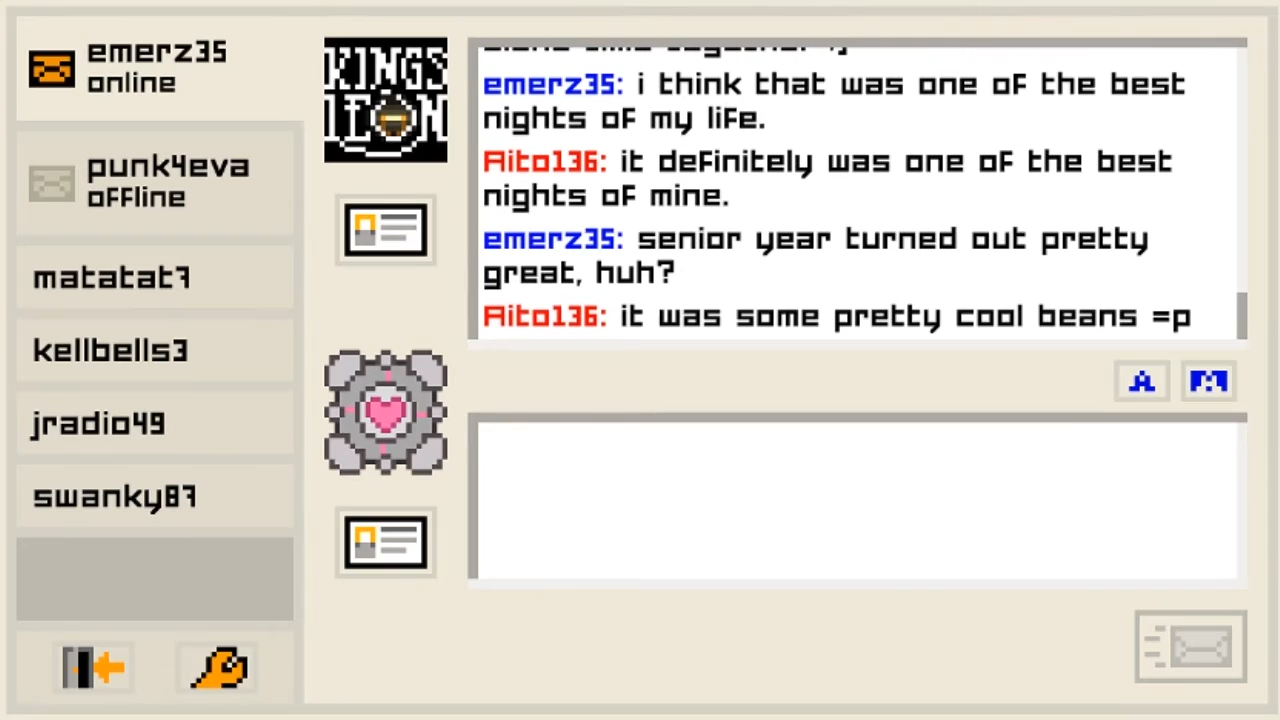 emerz35
online
punk4eva
offline
matatat7
kellbells3
jradio49
swanky87
KINGS
emerz35: i think that was one of the best
nights of my life.
Aito136: it definitely was one of the best
nights of mine.
emerz35: senior year turned out pretty
great, huh?
Aito136: it was some pretty cool beans =p
A